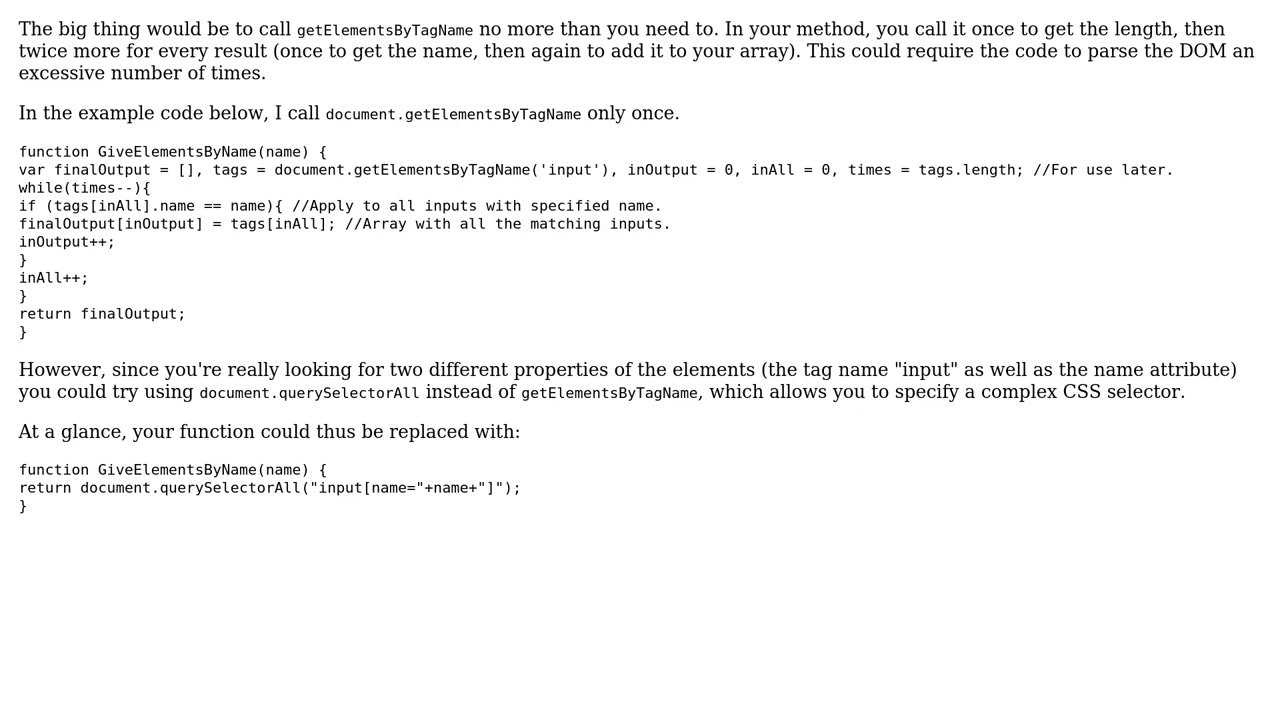 The big thing would be to call getElementsByTagName no more than you need to. In your method, you call it once to get the length, then
twice more for every result (once to get the name, then again to add it to your array). This could require the code to parse the DOM an
excessive number of times.
In the example code below, I call document.getElementsByTagName only once.
function GiveElementsByName(name) {
var finalOutput = [], tags = document.getElementsByTagName('input'), inOutput = 0, inAll = 0, times = tags.length; //For use later.
while(times--){
if (tags[inAll].name == name){ //Apply to all inputs with specified name.
finalOutput[inOutput] = tags[inAll]; //Array with all the matching inputs.
inOutput++;
}
inAll++;
}
return finalOutput;
}
However, since you're really looking for two different properties of the elements (the tag name "input" as well as the name attribute)
you could try using document.querySelectorAll instead of getElementsByTagName, which allows you to specify a complex CSS selector.
At a glance, your function could thus be replaced with:
function GiveElementsByName(name) {
return document.querySelectorAll("input[name="+name+"]");
}